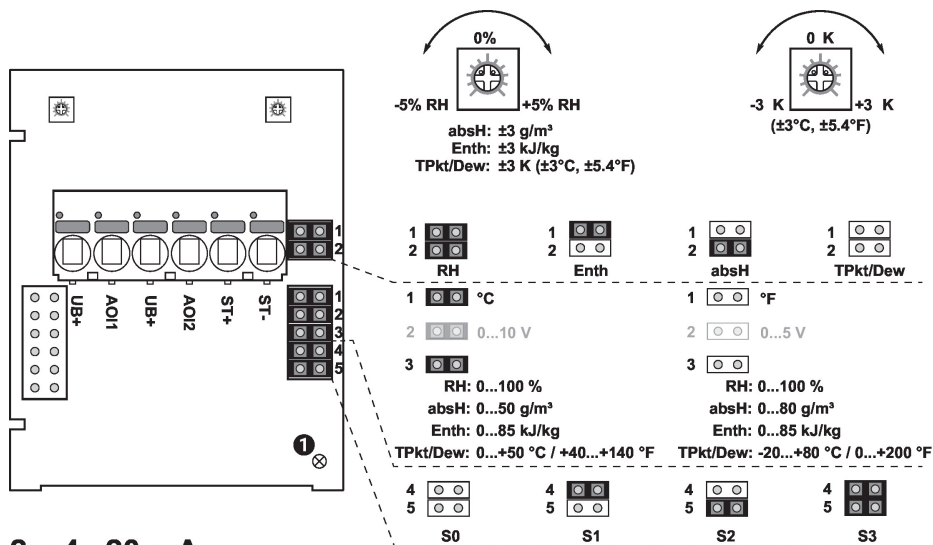 0%
0 K
-5% RH
+5% RH
-3 K
+3 K
(±3°C, ±5.4°F)
absH: ±3 g/m³
Enth: ±3 kJ/kg
TPkt/Dew: ±3 K (±3°C, ±5.4°F)
1
2
1
2
RH
1
2
Enth
1
2
absH
1
2
TPkt/Dew
UB+
AOI1
UB+
AOI2
ST+
ST-
1
2
3
4
5
1 °C
1 °F
2 0...10 V
2 0...5 V
3
3
RH: 0...100 %
absH: 0...50 g/m³
Enth: 0...85 kJ/kg
TPkt/Dew: 0...+50 °C / +40...+140 °F
RH: 0...100 %
absH: 0...80 g/m³
Enth: 0...85 kJ/kg
TPkt/Dew: -20...+80 °C / 0...+200 °F
1
4
5
S0
4
5
S1
4
5
S2
4
5
S3